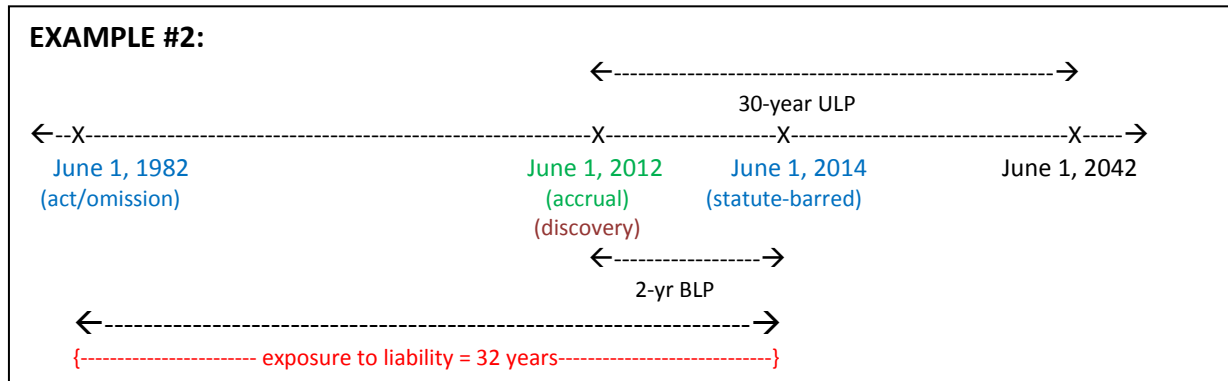 EXAMPLE #2:
30-year ULP
X X X X
June 1, 1982 June 1, 2012 June 1, 2014 June 1, 2042
(act/omission) (accrual) (statute-barred)
(discovery)
2-yr BLP
{------------------------ exposure to liability = 32 years-----------------------------}